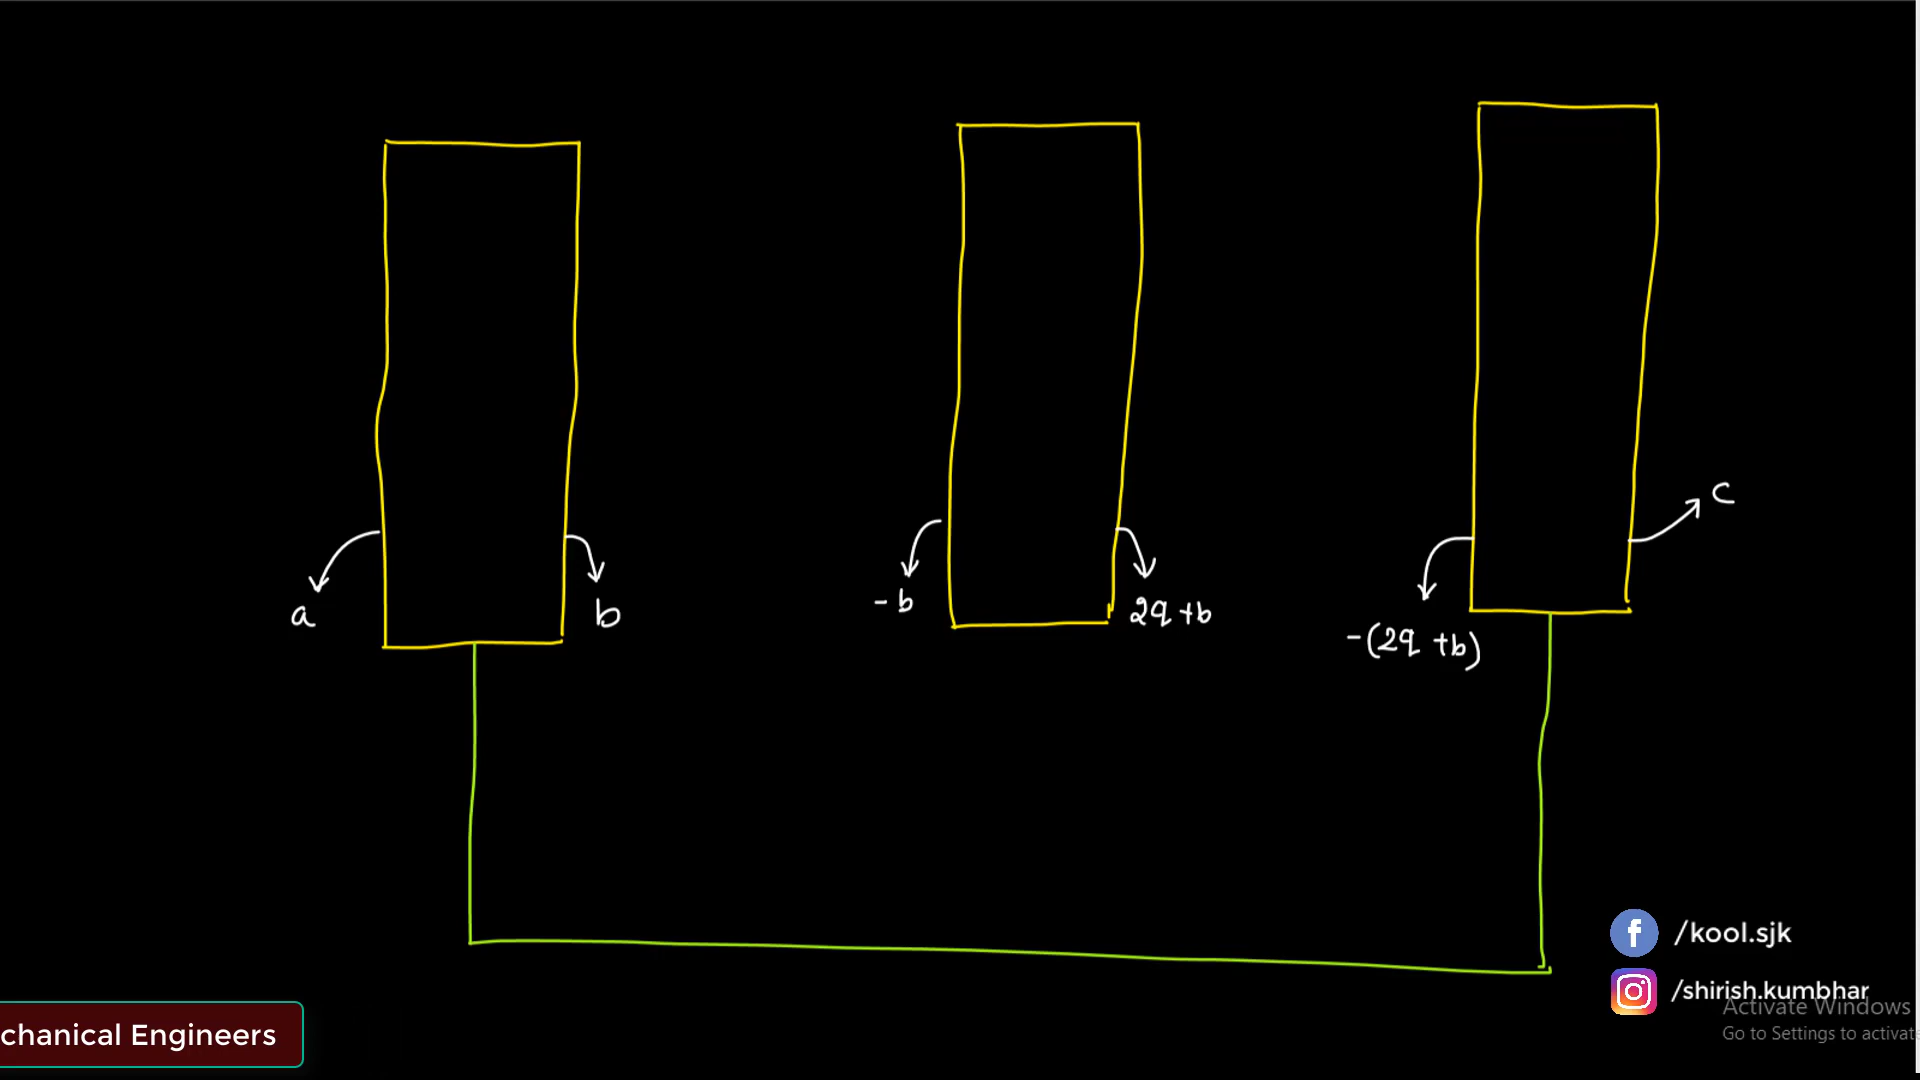 c
a
b
- b
2q + b
-(2q + b)
/kool.sjk
/shirish.kumbhar
Activate Windows
Go to Settings to activat
chanical Engineers